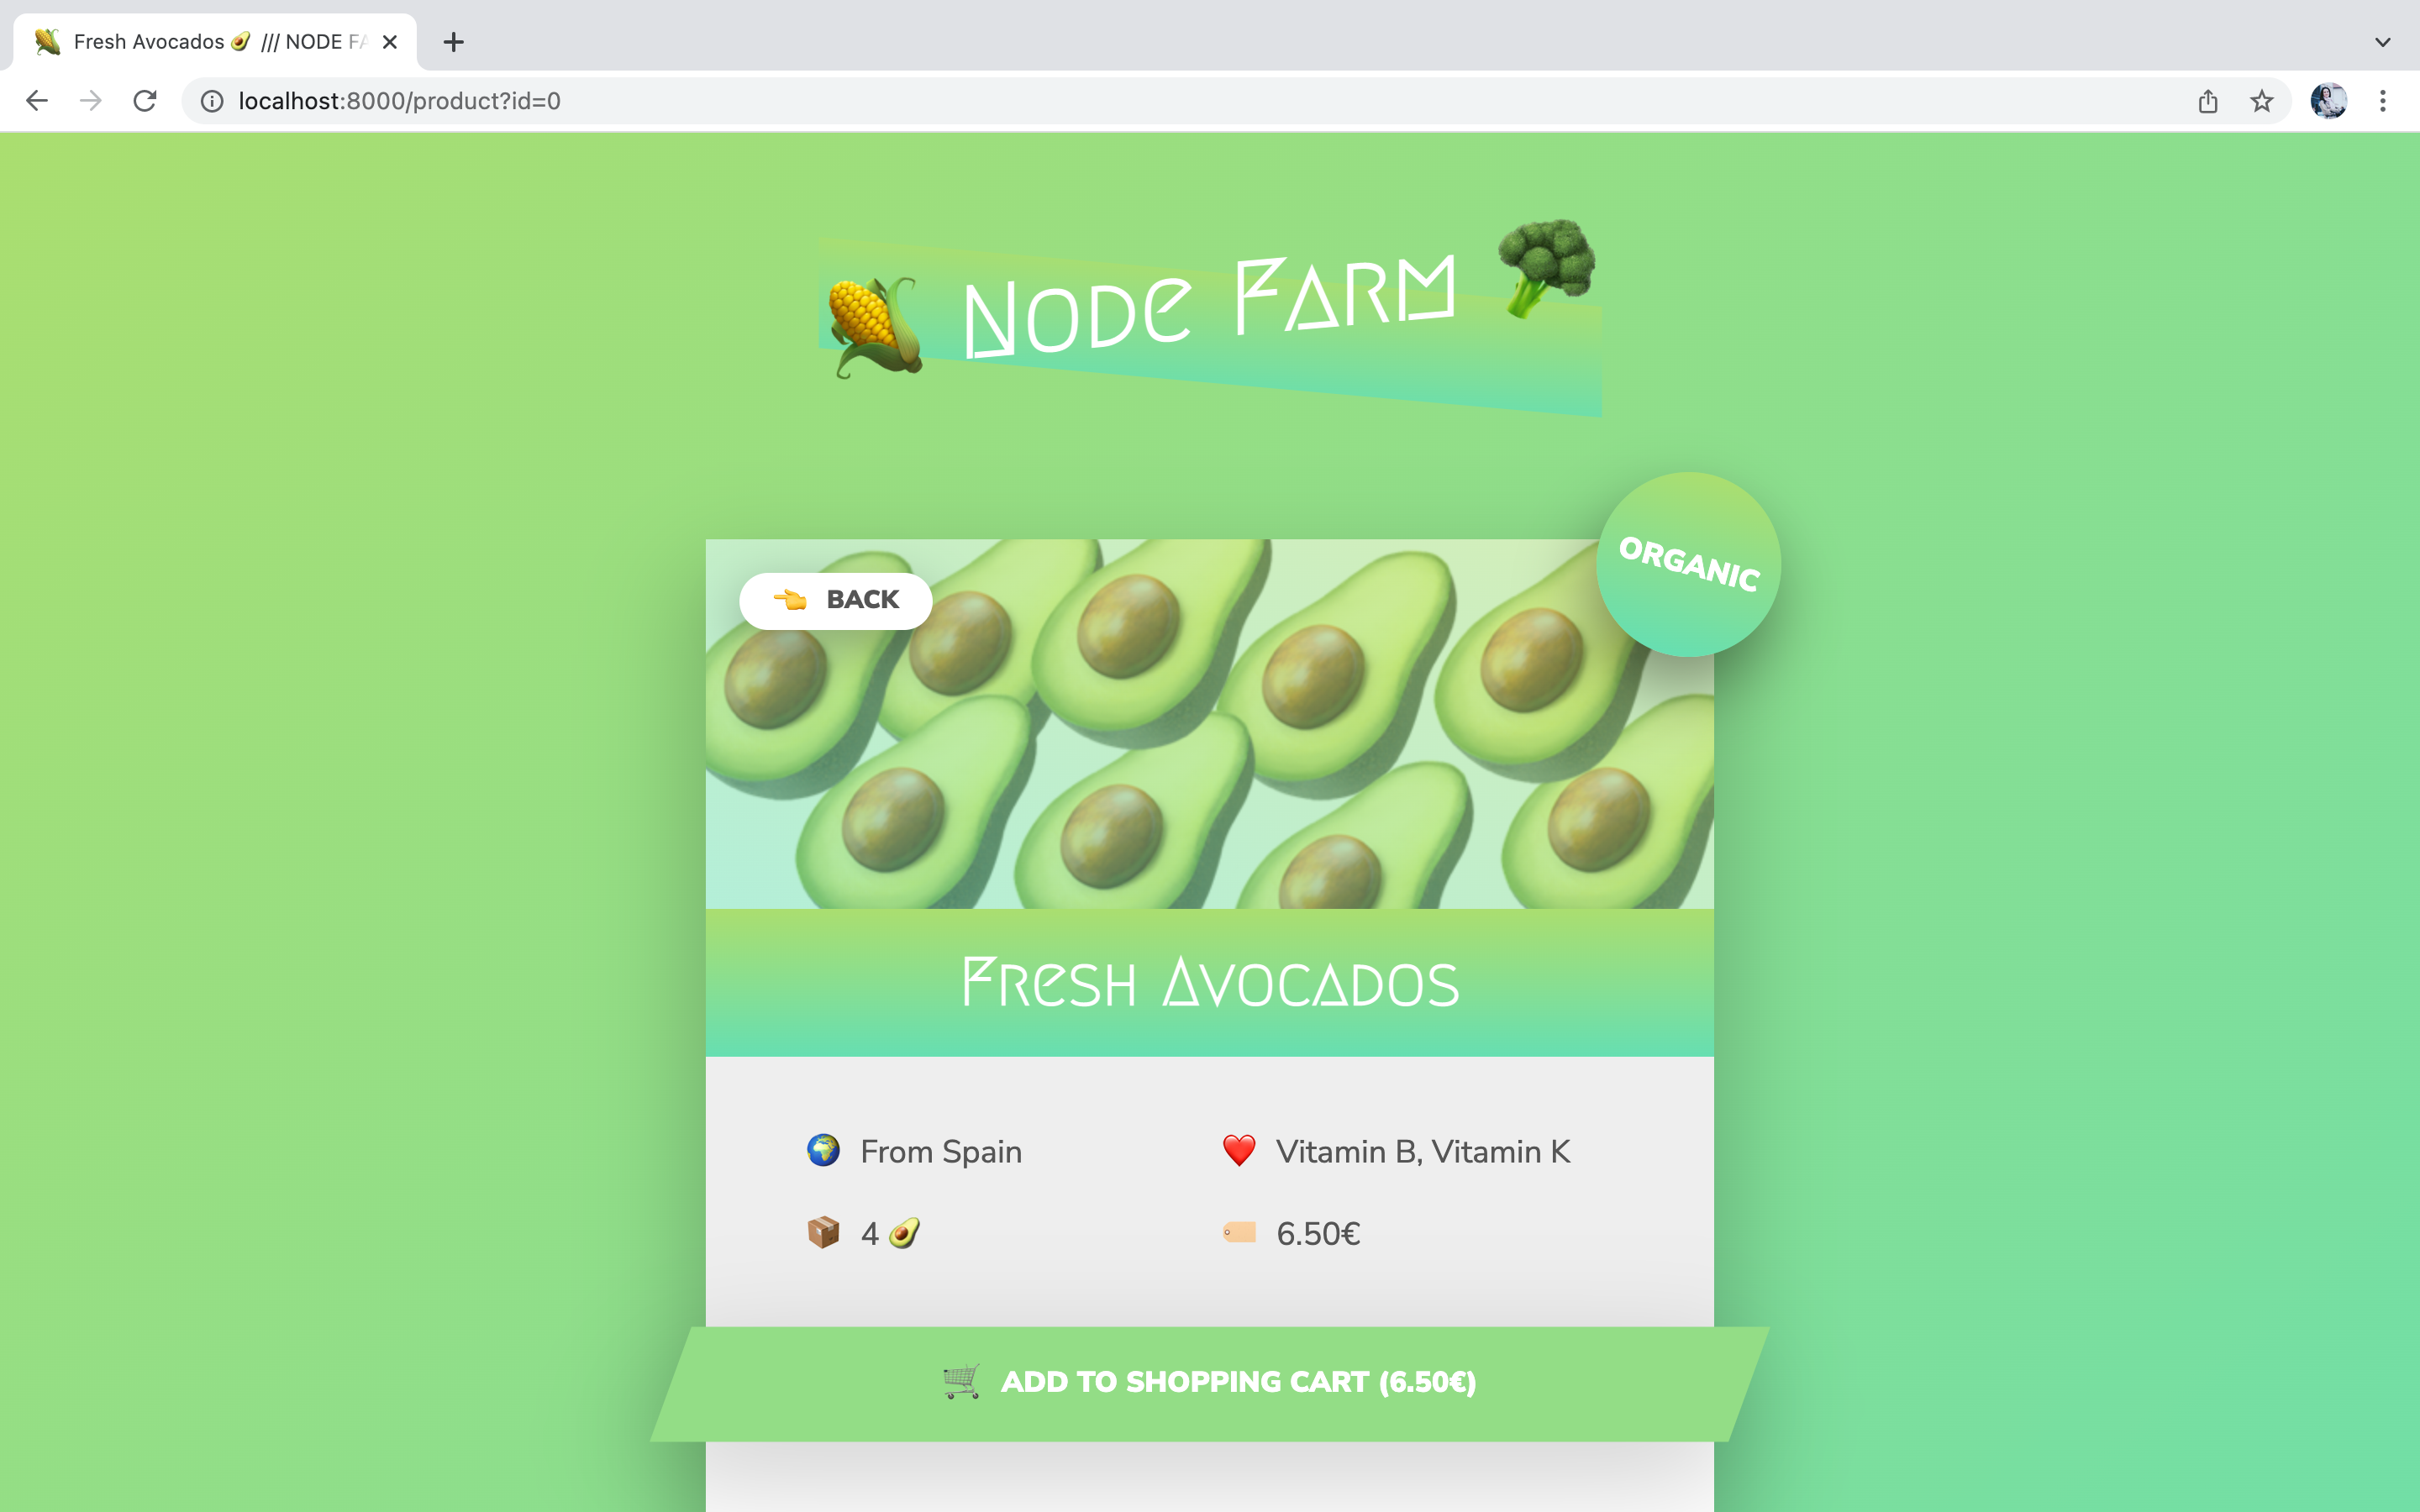 Fresh Avocados 🥑 /// NODE FA
localhost:8000/product?id=0
🌽 NODE FARM 🥦
ORGANIC
👈 BACK
FRESH AVOCADOS
🌍 From Spain
❤️ Vitamin B, Vitamin K
📦 4 🥑
🏷️ 6.50€
🛒 ADD TO SHOPPING CART (6.50€)